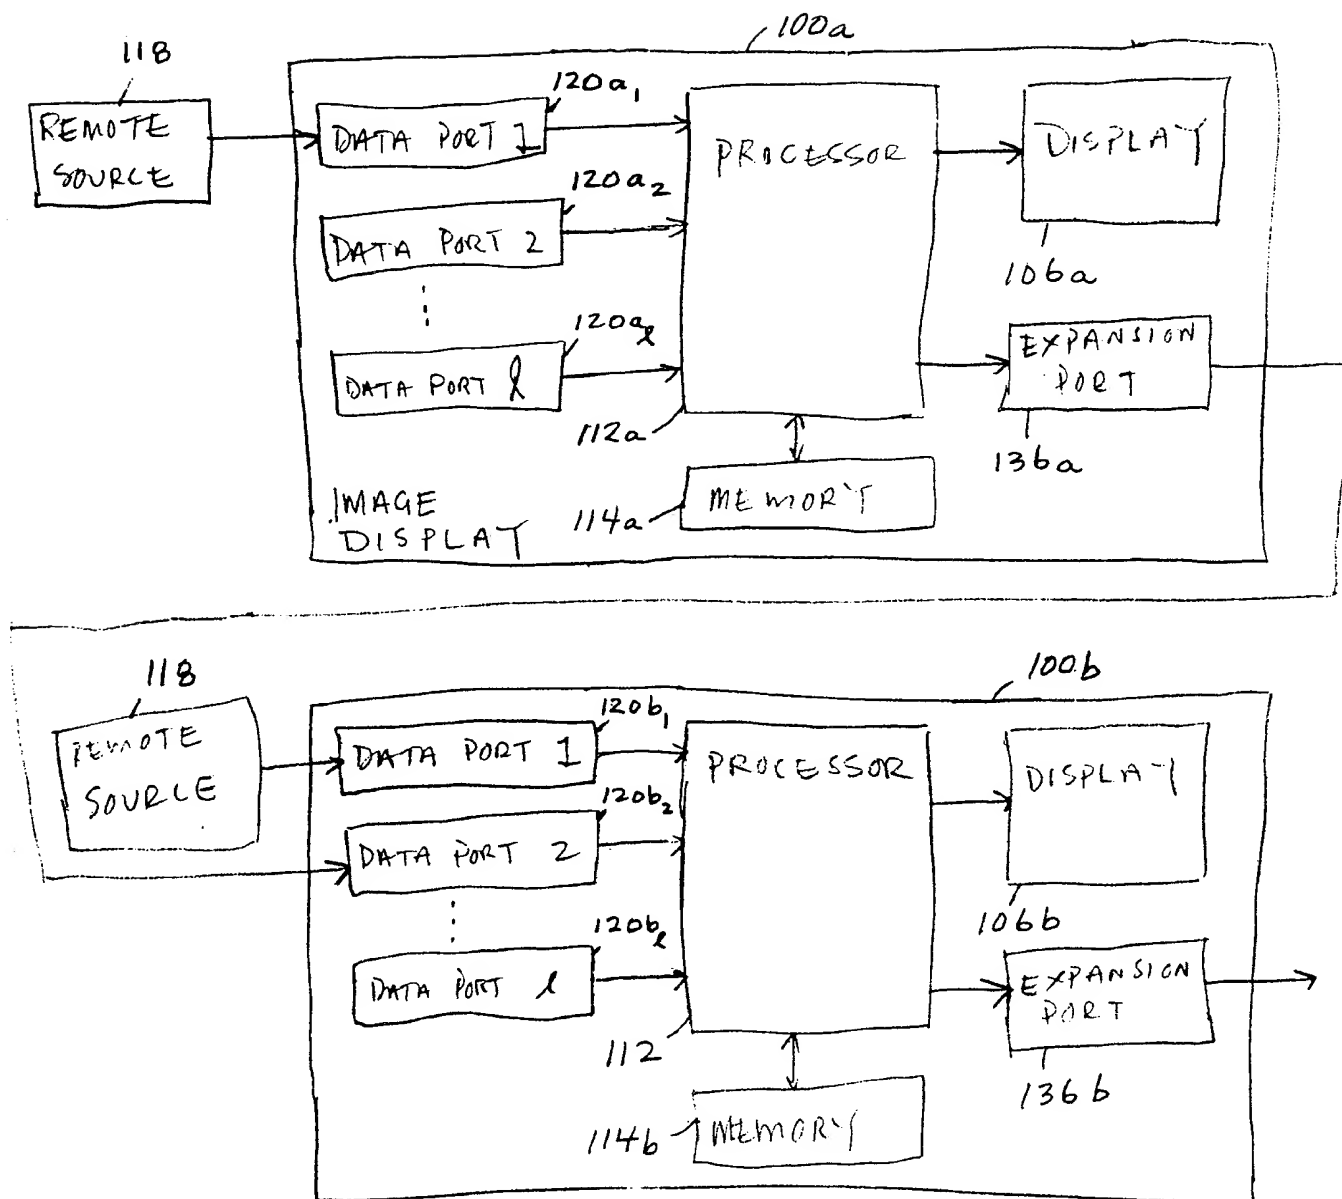 100a
118
REMOTE
SOURCE
120a1
DATA PORT 1
PROCESSOR
DISPLAY
120a2
DATA PORT 2
106a
120aℓ
DATA PORT ℓ
EXPANSION
PORT
112a
136a
IMAGE
DISPLAY
114a
MEMORY
118
100b
REMOTE
SOURCE
120b1
DATA PORT 1
PROCESSOR
DISPLAY
120b2
DATA PORT 2
106b
120bℓ
DATA PORT ℓ
EXPANSION
PORT
112
136b
114b
MEMORY